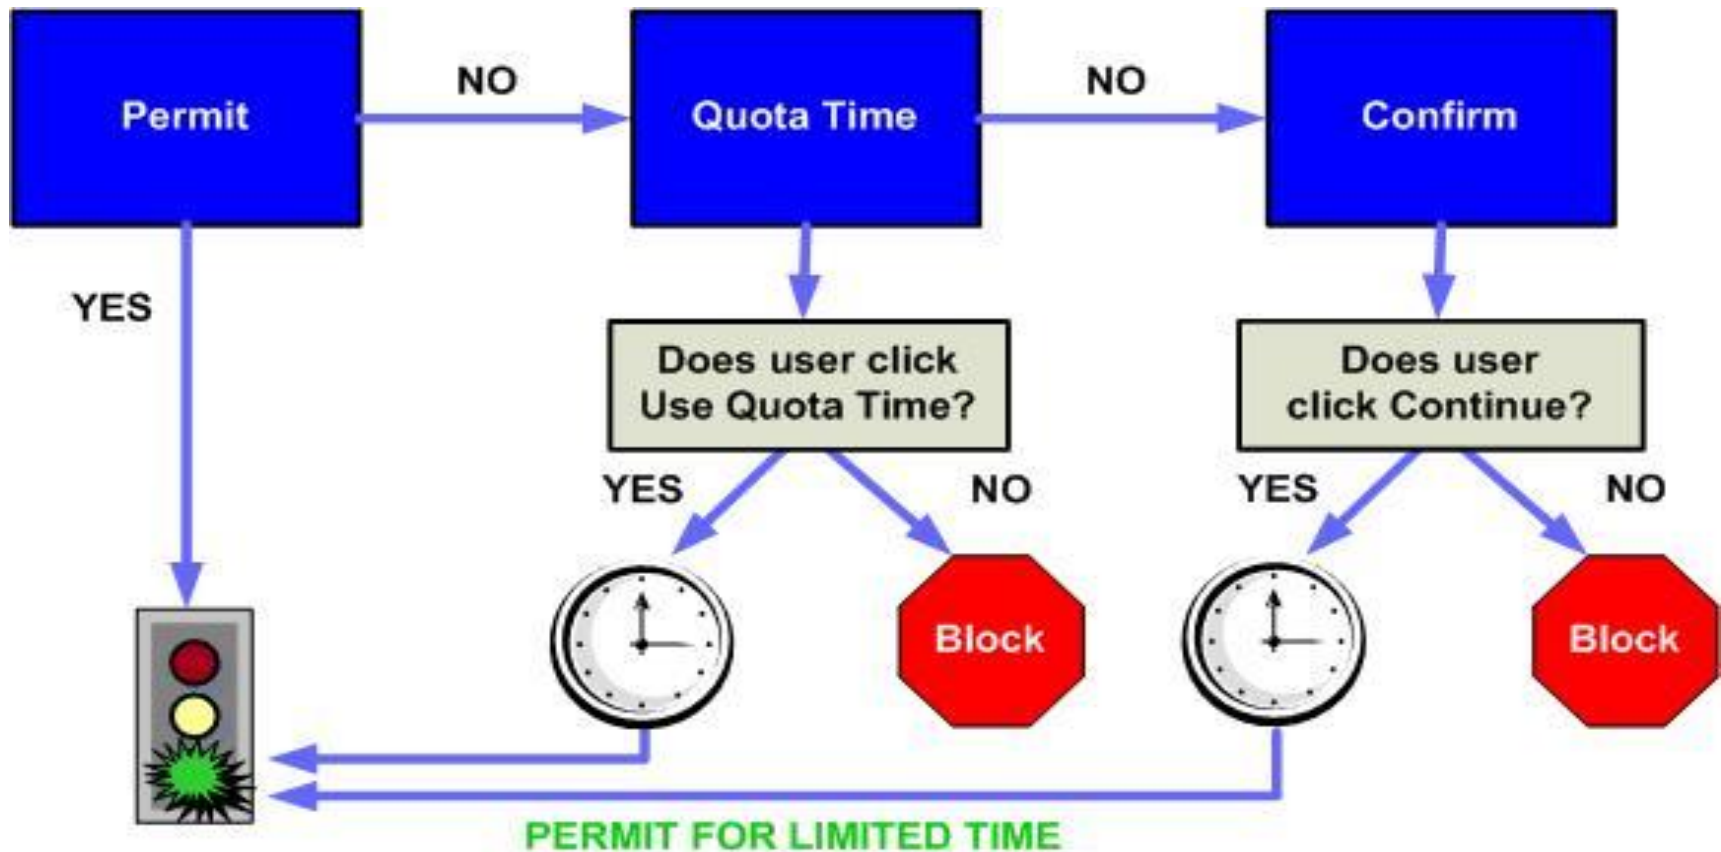 Permit
NO
Quota Time
NO
Confirm
YES
Does user click
Use Quota Time?
Does user
click Continue?
YES
NO
YES
NO
Block
Block
PERMIT FOR LIMITED TIME